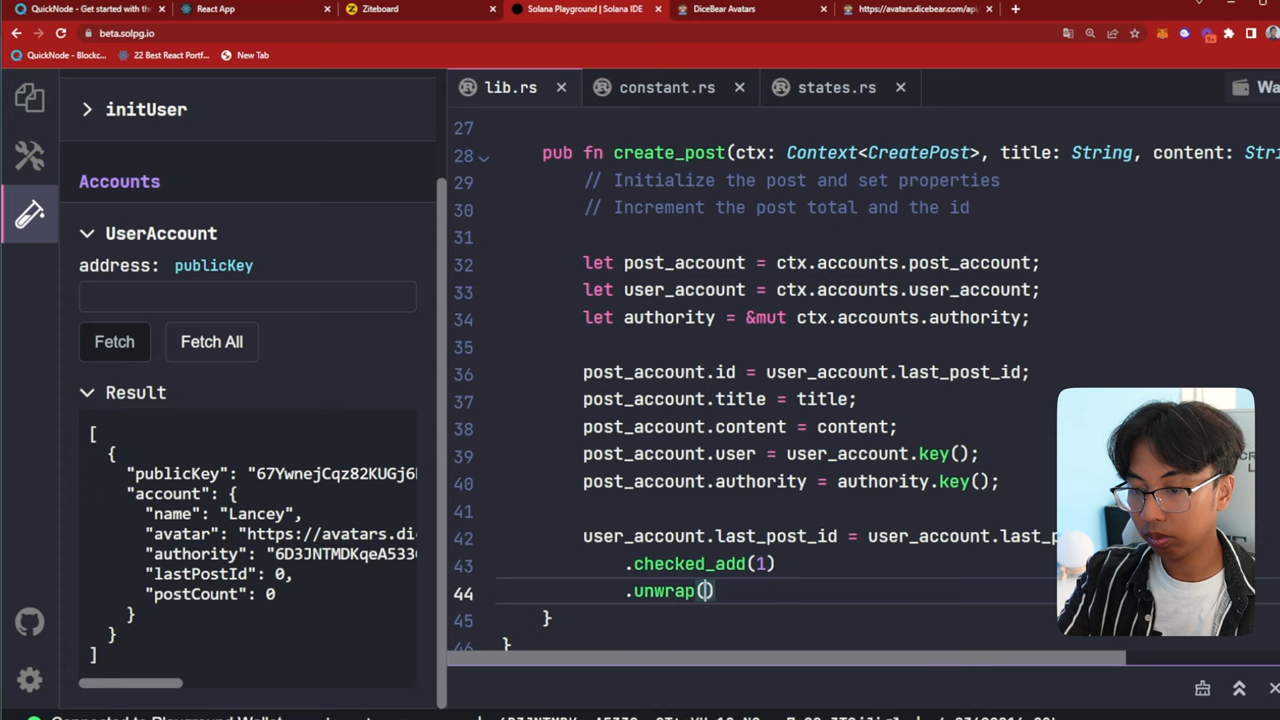 QuickNode - Get started with th
React App
Ziteboard
Solana Playground | Solana IDE
DiceBear Avatars
https://avatars.dicebear.com/api
beta.solpg.io
QuickNode - Blockc...
22 Best React Portf...
New Tab
initUser
Accounts
UserAccount
address: publicKey
Fetch
Fetch All
Result
[
{
"publicKey": "67YwnejCqz82KUGj6
"account": {
"name": "Lancey",
"avatar": "https://avatars.di
"authority": "6D3JNTMDKqeA533
"lastPostId": 0,
"postCount": 0
}
}
]
lib.rs
constant.rs
states.rs
Wa
27
28 pub fn create_post(ctx: Context<CreatePost>, title: String, content: Stri
29 // Initialize the post and set properties
30 // Increment the post total and the id
31
32 let post_account = ctx.accounts.post_account;
33 let user_account = ctx.accounts.user_account;
34 let authority = &mut ctx.accounts.authority;
35
36 post_account.id = user_account.last_post_id;
37 post_account.title = title;
38 post_account.content = content;
39 post_account.user = user_account.key();
40 post_account.authority = authority.key();
41
42 user_account.last_post_id = user_account.last_p
43 .checked_add(1)
44 .unwrap()
45 }
46 }